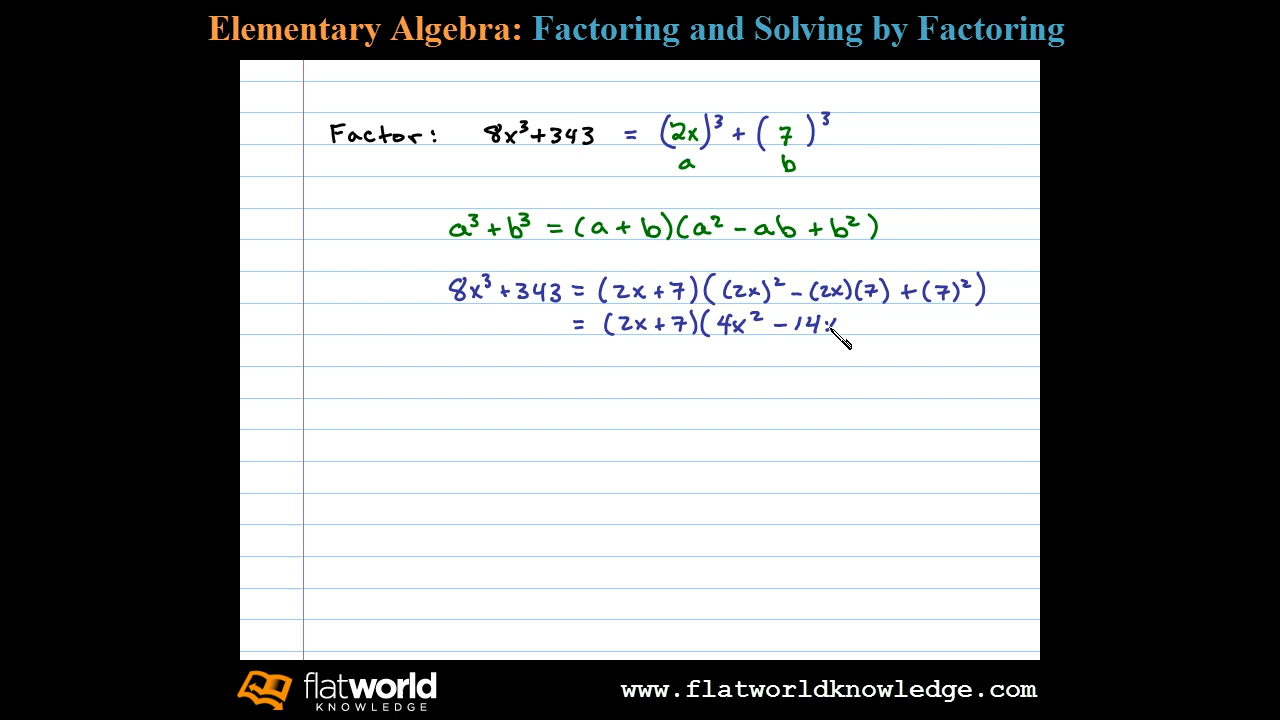 Elementary Algebra: Factoring and Solving by Factoring
Factor: 8x³+343 = (2x)³ + (7)³
a b
a³ + b³ = (a + b)(a² - ab + b²)
8x³ + 343 = (2x + 7)((2x)² - (2x)(7) + (7)²)
= (2x + 7)(4x² - 14
flatworld
KNOWLEDGE
www.flatworldknowledge.com